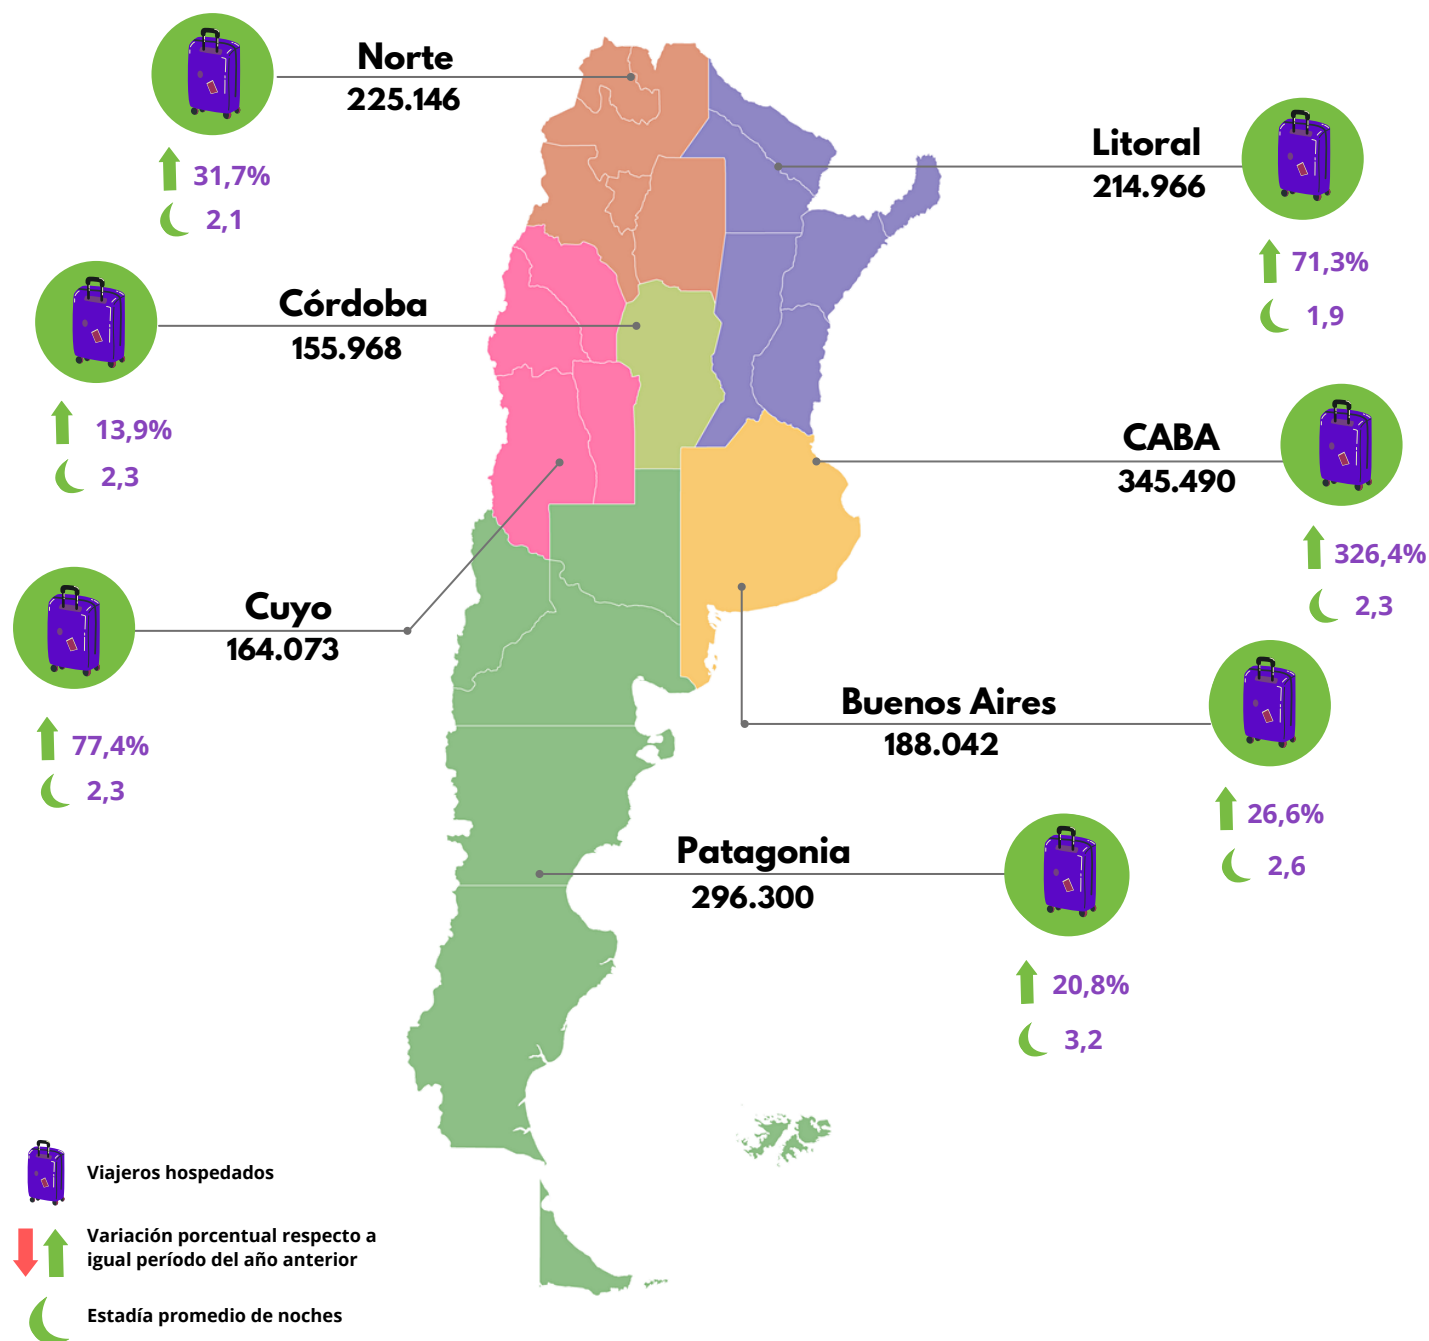 Norte
225.146
31,7%
2,1
Litoral
214.966
71,3%
1,9
Córdoba
155.968
13,9%
2,3
CABA
345.490
326,4%
2,3
Cuyo
164.073
77,4%
2,3
Buenos Aires
188.042
26,6%
2,6
Patagonia
296.300
20,8%
3,2
Viajeros hospedados
Variación porcentual respecto a
igual período del año anterior
Estadía promedio de noches